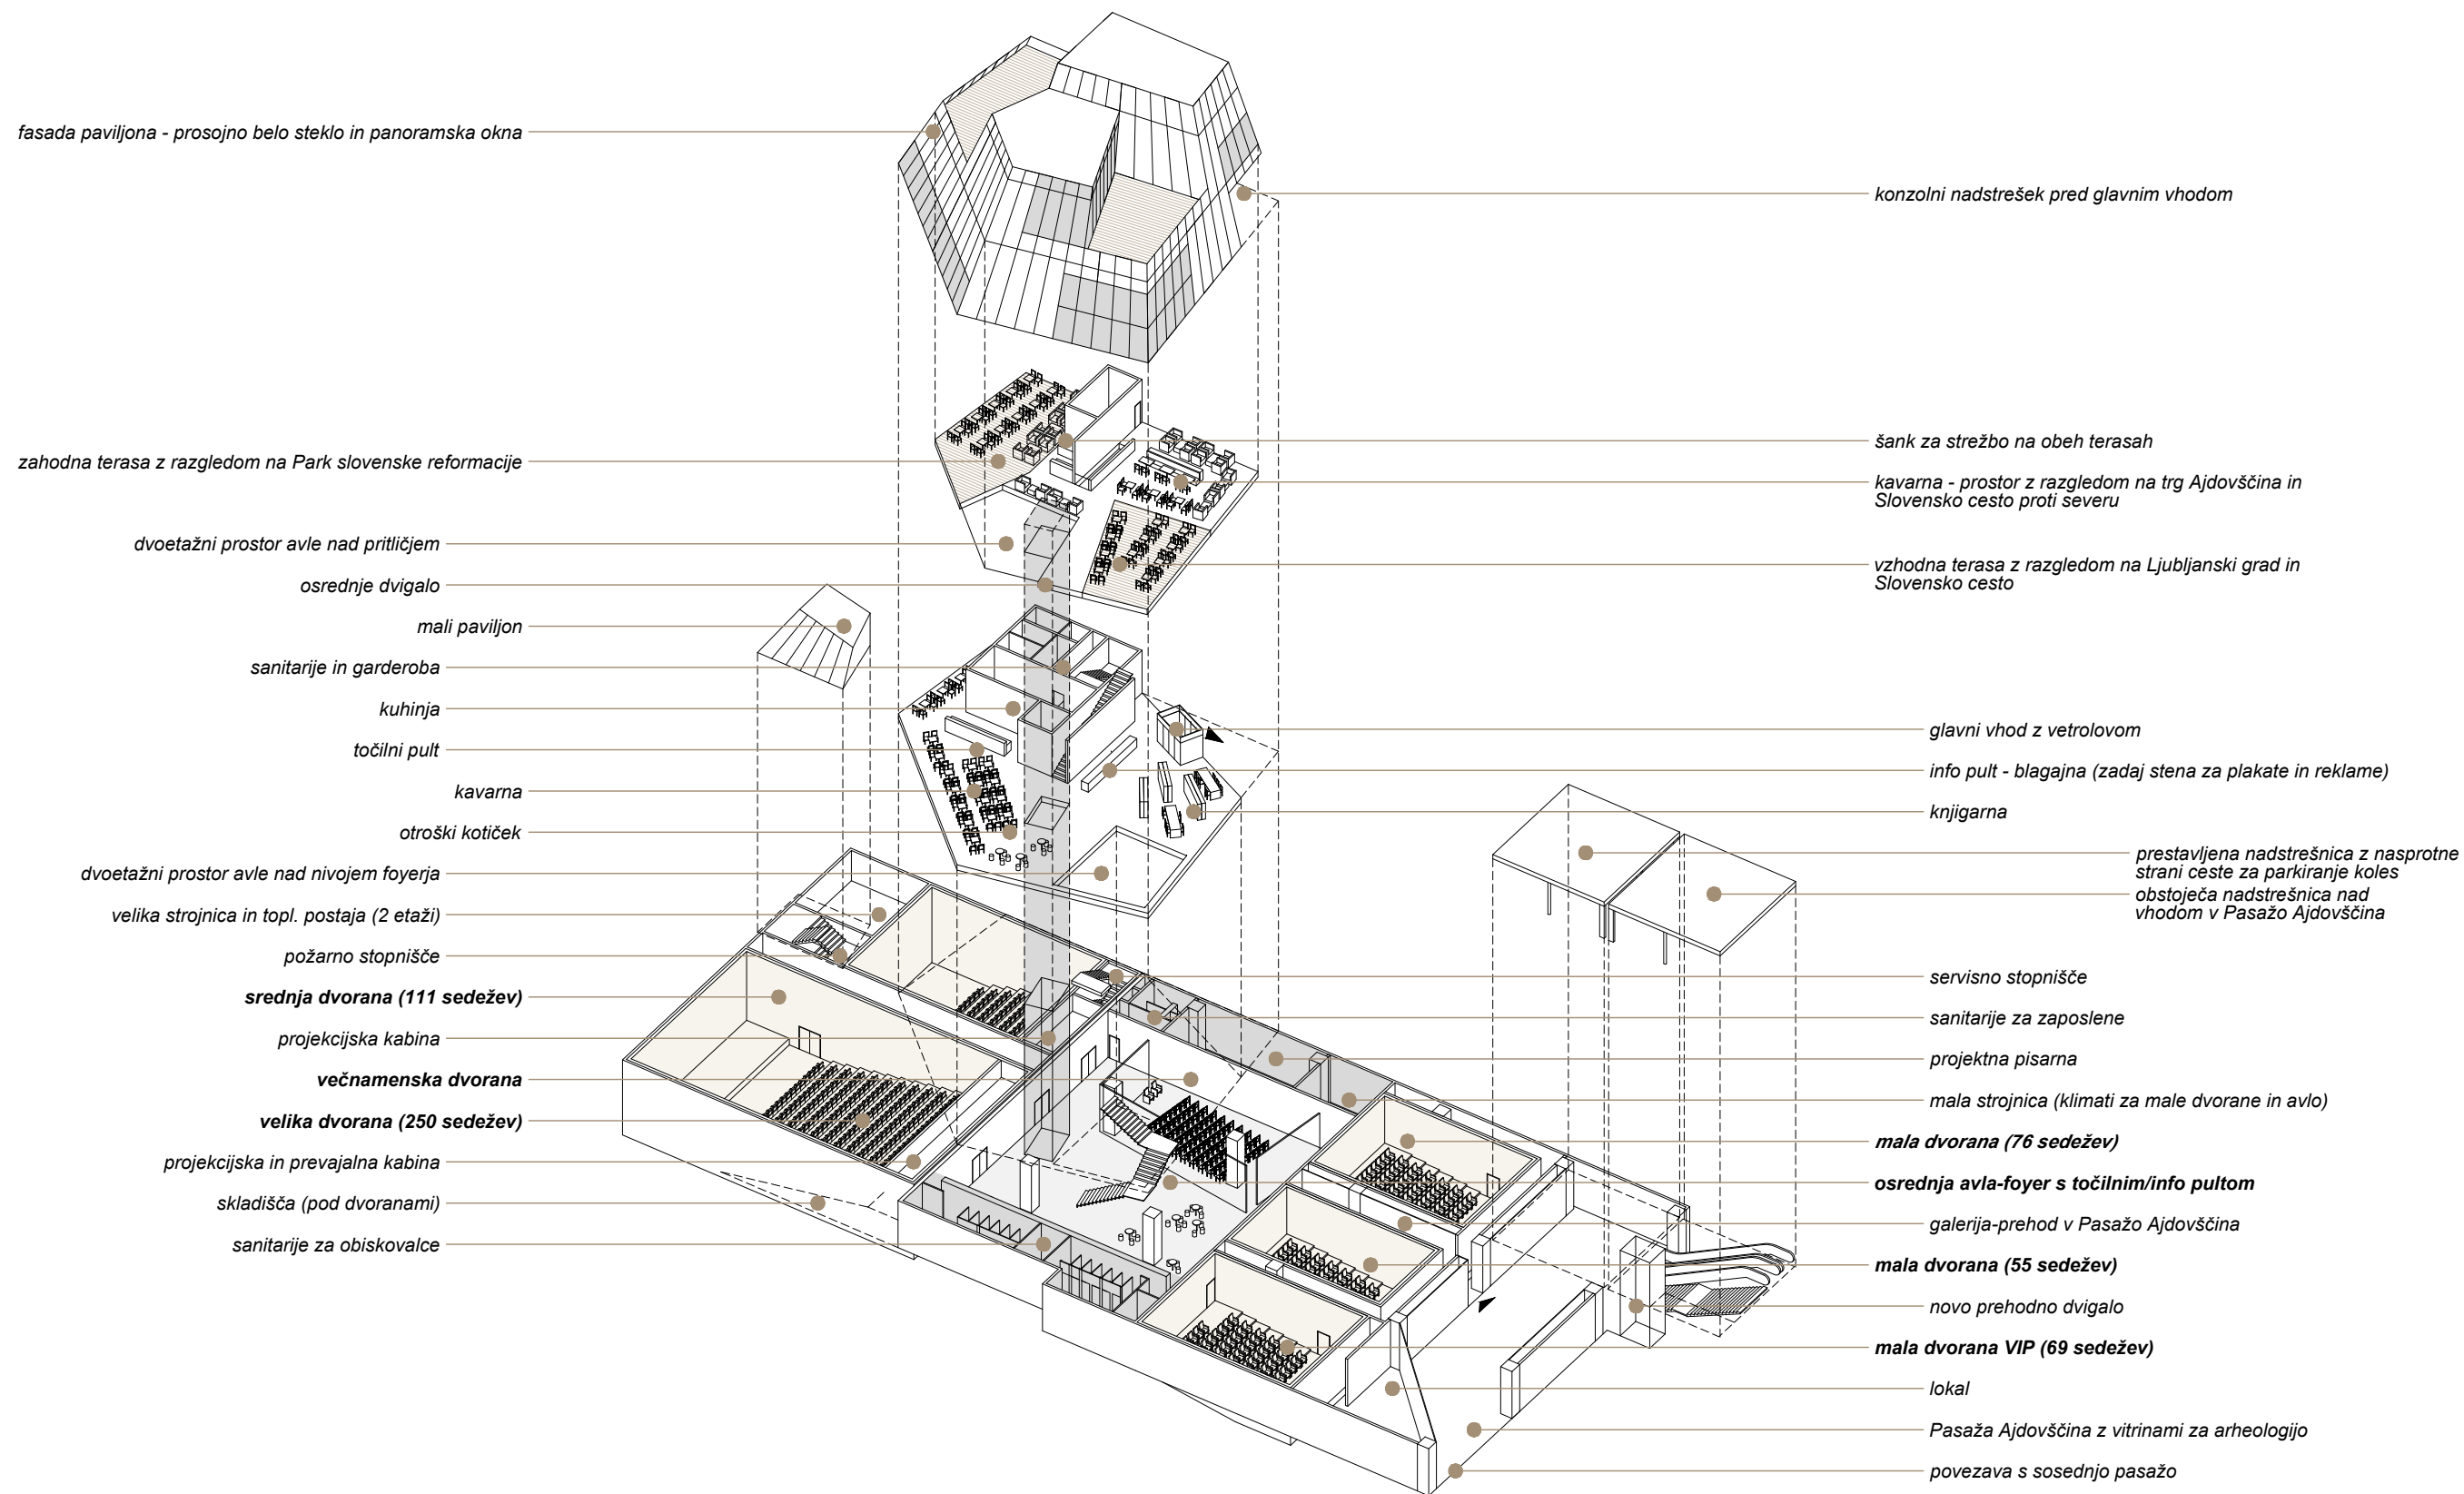 fasada paviljona - prosojno belo steklo in panoramska okna
zahodna terasa z razgledom na Park slovenske reformacije
dvoetažni prostor avle nad pritličjem
osrednje dvigalo
mali paviljon
sanitarije in garderoba
kuhinja
točilni pult
kavarna
otroški kotiček
dvoetažni prostor avle nad nivojem foyerja
velika strojnica in topl. postaja (2 etaži)
požarno stopnišče
srednja dvorana (111 sedežev)
projekcijska kabina
večnamenska dvorana
velika dvorana (250 sedežev)
projekcijska in prevajalna kabina
skladišča (pod dvoranami)
sanitarije za obiskovalce
konzolni nadstrešek pred glavnim vhodom
šank za strežbo na obeh terasah
kavarna - prostor z razgledom na trg Ajdovščina in
Slovensko cesto proti severu
vzhodna terasa z razgledom na Ljubljanski grad in
Slovensko cesto
glavni vhod z vetrolovom
info pult - blagajna (zadaj stena za plakate in reklame)
knjigarna
prestavljena nadstrešnica z nasprotne
strani ceste za parkiranje koles
obstoječa nadstrešnica nad
vhodom v Pasažo Ajdovščina
servisno stopnišče
sanitarije za zaposlene
projektna pisarna
mala strojnica (klimati za male dvorane in avlo)
mala dvorana (76 sedežev)
osrednja avla-foyer s točilnim/info pultom
galerija-prehod v Pasažo Ajdovščina
mala dvorana (55 sedežev)
novo prehodno dvigalo
mala dvorana VIP (69 sedežev)
lokal
Pasaža Ajdovščina z vitrinami za arheologijo
povezava s sosednjo pasažo